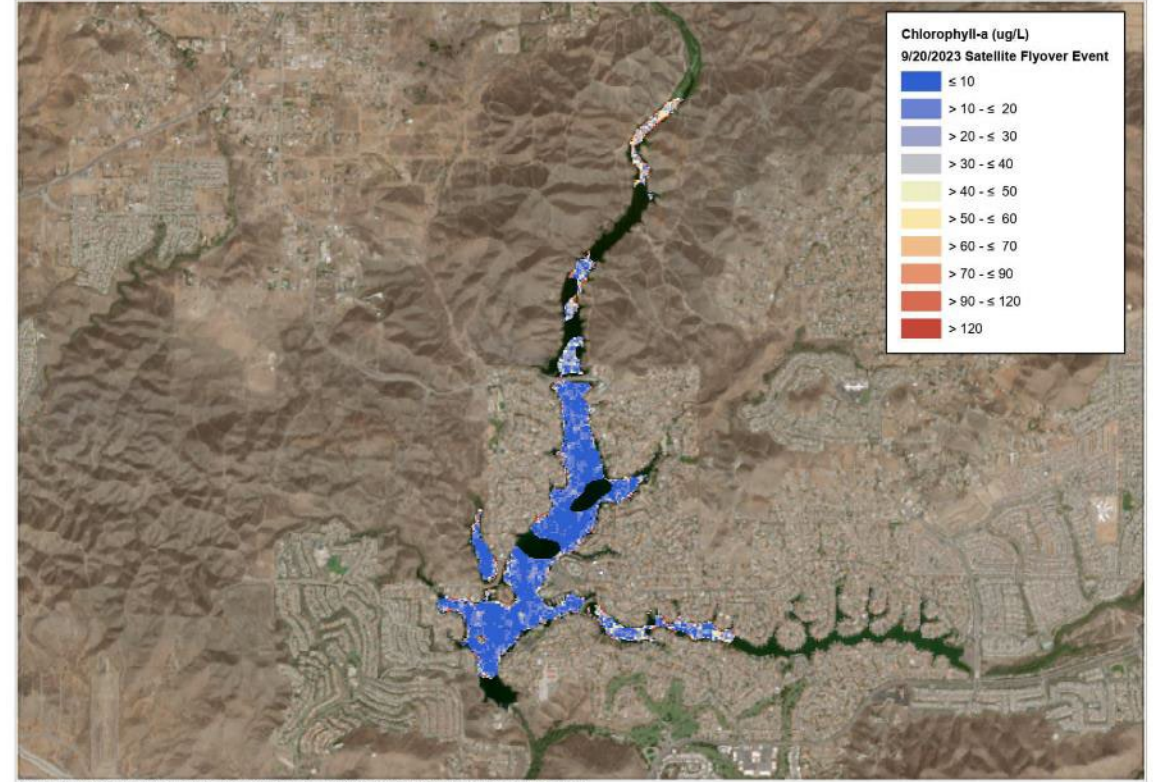 Chlorophyll-a (ug/L)
9/20/2023 Satellite Flyover Event
≤ 10
> 10 - ≤ 20
> 20 - ≤ 30
> 30 - ≤ 40
> 40 - ≤ 50
> 50 - ≤ 60
> 60 - ≤ 70
> 70 - ≤ 90
> 90 - ≤ 120
> 120